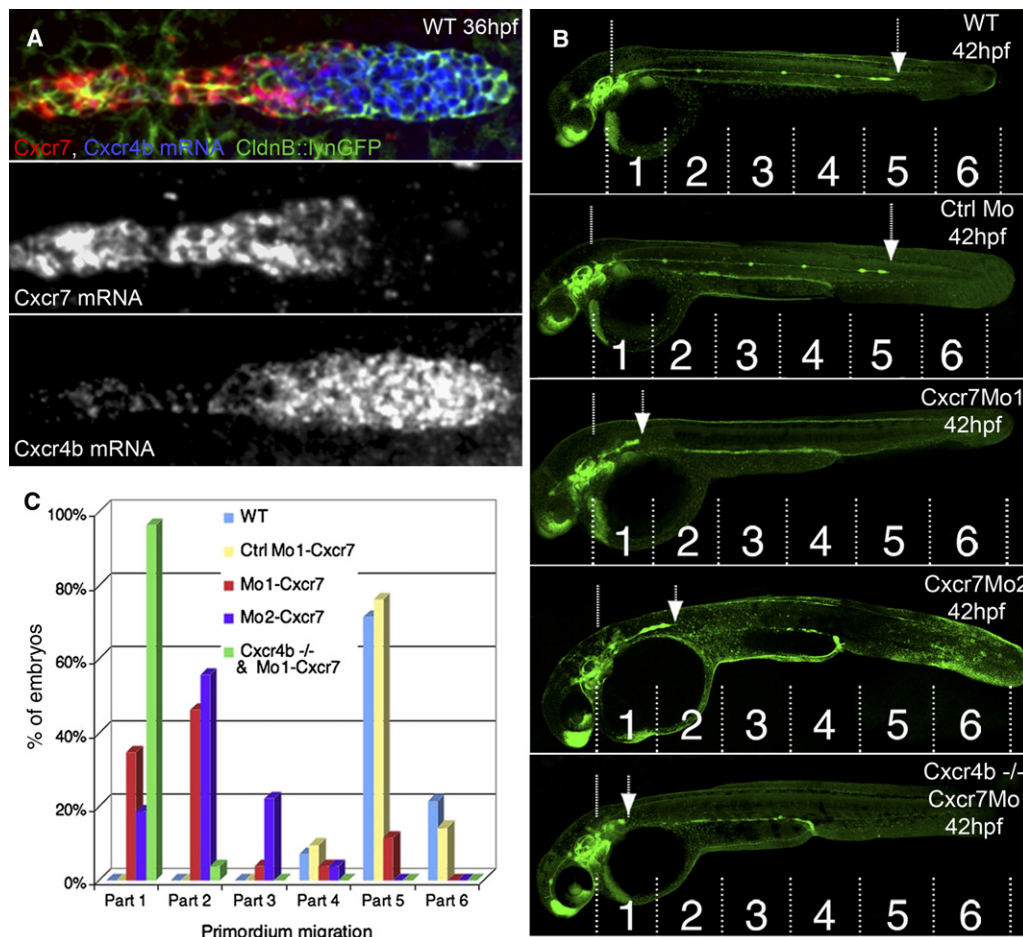 A
WT 36hpf
Cxcr7, Cxcr4b mRNA CldnB::lynGFP
Cxcr7 mRNA
Cxcr4b mRNA
B
WT
42hpf
1 2 3 4 5 6
Ctrl Mo
42hpf
1 2 3 4 5 6
Cxcr7Mo1
42hpf
1 2 3 4 5 6
Cxcr7Mo2
42hpf
1 2 3 4 5 6
Cxcr4b -/-
Cxcr7Mo
42hpf
1 2 3 4 5 6
C
WT
Ctrl Mo1-Cxcr7
Mo1-Cxcr7
Mo2-Cxcr7
Cxcr4b -/-
& Mo1-Cxcr7
100%
80%
60%
40%
20%
0%
% of embryos
Part 1 Part 2 Part 3 Part 4 Part 5 Part 6
Primordium migration